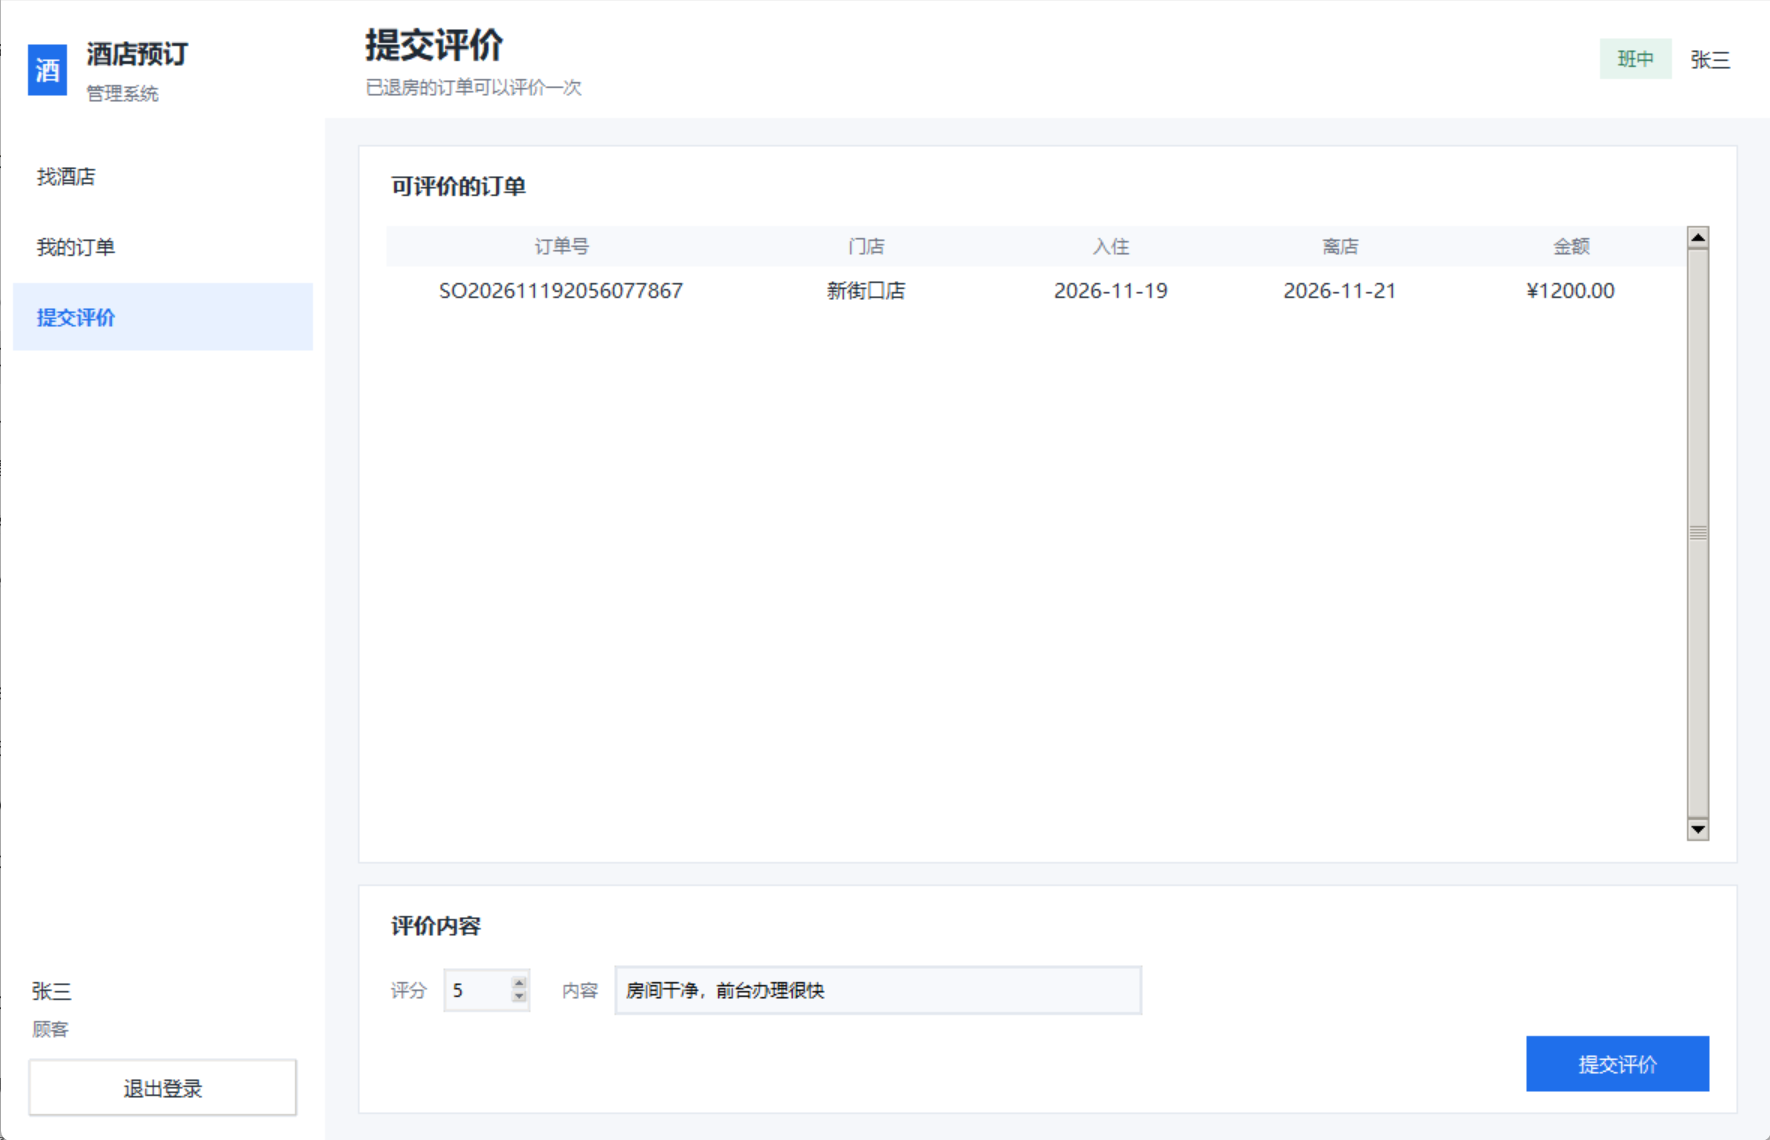 酒
酒店预订
管理系统
找酒店
我的订单
提交评价
张三
顾客
退出登录
提交评价
已退房的订单可以评价一次
班中 张三
可评价的订单
订单号 门店 入住 离店 金额
SO202611192056077867 新街口店 2026-11-19 2026-11-21 ¥1200.00
评价内容
评分 5 内容 房间干净，前台办理很快
提交评价